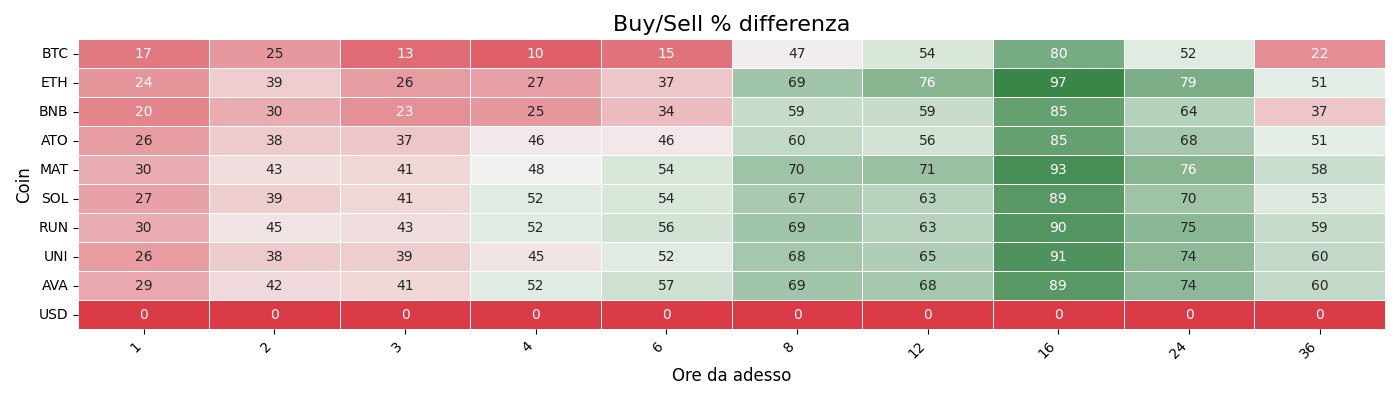 Buy/Sell % differenza
Coin
BTC 17 25 13 10 15 47 54 80 52 22
ETH 24 39 26 27 37 69 76 97 79 51
BNB 20 30 23 25 34 59 59 85 64 37
ATO 26 38 37 46 46 60 56 85 68 51
MAT 30 43 41 48 54 70 71 93 76 58
SOL 27 39 41 52 54 67 63 89 70 53
RUN 30 45 43 52 56 69 63 90 75 59
UNI 26 38 39 45 52 68 65 91 74 60
AVA 29 42 41 52 57 69 68 89 74 60
USD 0 0 0 0 0 0 0 0 0 0
1 2 3 4 6 8 12 16 24 36
Ore da adesso